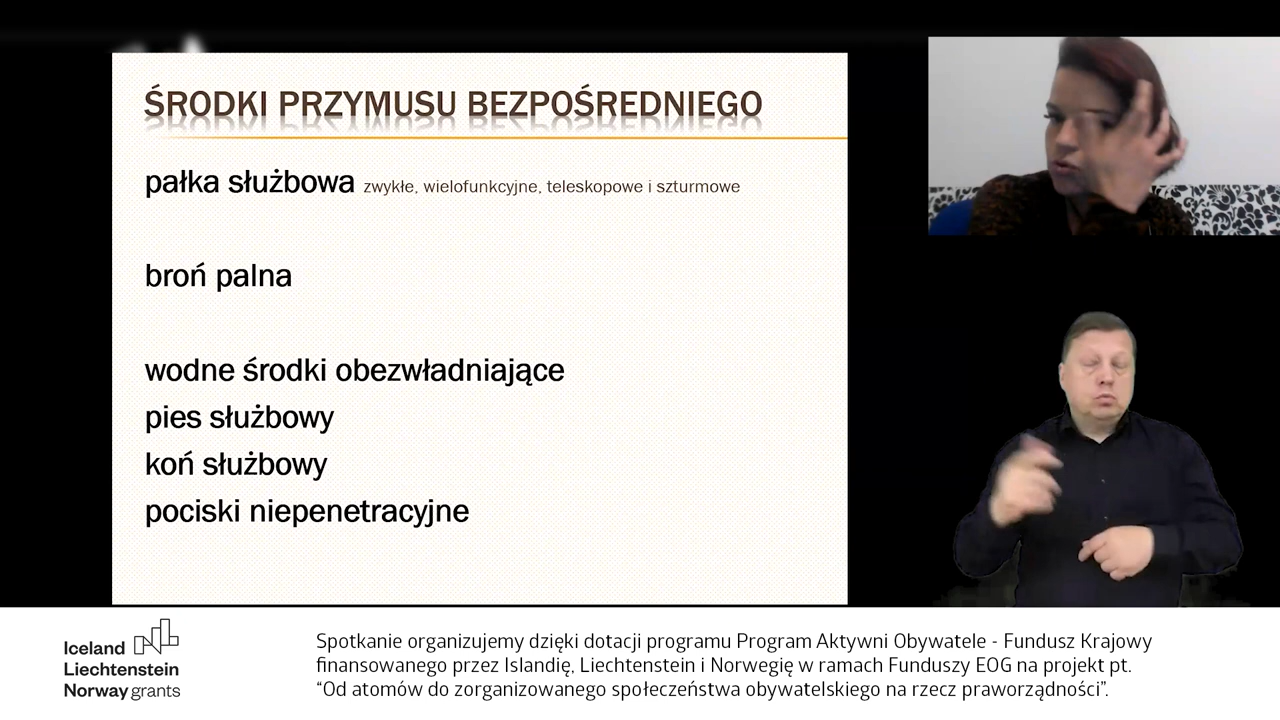 ŚRODKI PRZYMUSU BEZPOŚREDNIEGO
pałka służbowa zwykłe, wielofunkcyjne, teleskopowe i szturmowe
broń palna
wodne środki obezwładniające
pies służbowy
koń służbowy
pociski niepenetracyjne
Iceland
Liechtenstein
Norway grants
Spotkanie organizujemy dzięki dotacji programu Program Aktywni Obywatele - Fundusz Krajowy
finansowanego przez Islandię, Liechtenstein i Norwegię w ramach Funduszy EOG na projekt pt.
“Od atomów do zorganizowanego społeczeństwa obywatelskiego na rzecz praworządności”.